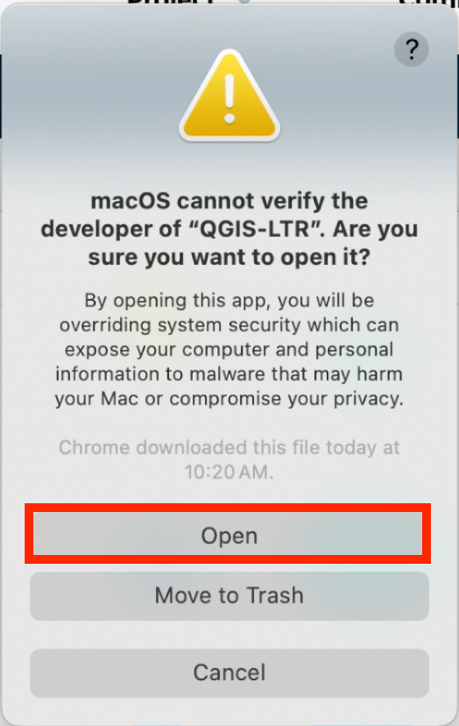 ?
macOS cannot verify the
developer of “QGIS-LTR”. Are you
sure you want to open it?
By opening this app, you will be
overriding system security which can
expose your computer and personal
information to malware that may harm
your Mac or compromise your privacy.
Chrome downloaded this file today at
10:20 AM.
Open
Move to Trash
Cancel